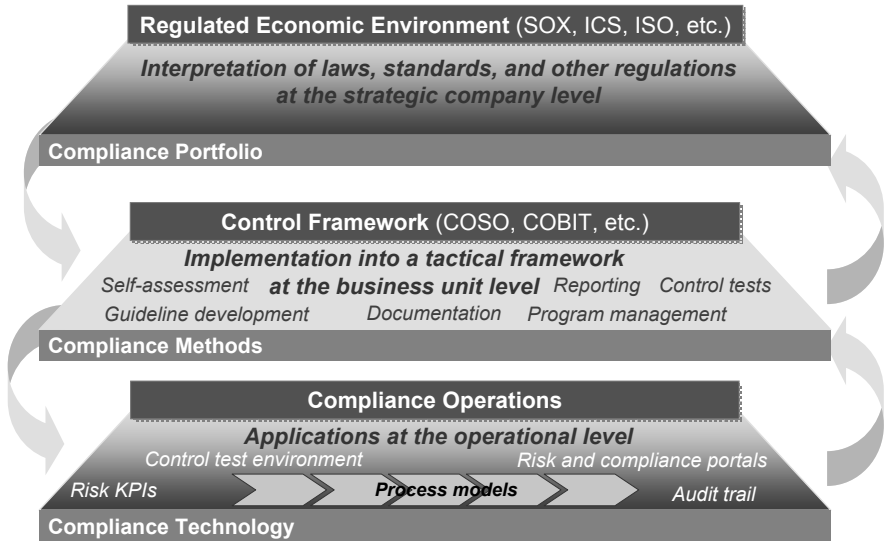 Regulated Economic Environment (SOX, ICS, ISO, etc.)
Interpretation of laws, standards, and other regulations
at the strategic company level
Compliance Portfolio
Control Framework (COSO, COBIT, etc.)
Implementation into a tactical framework
Self-assessment at the business unit level Reporting Control tests
Guideline development Documentation Program management
Compliance Methods
Compliance Operations
Applications at the operational level
Control test environment Risk and compliance portals
Risk KPIs Process models Audit trail
Compliance Technology